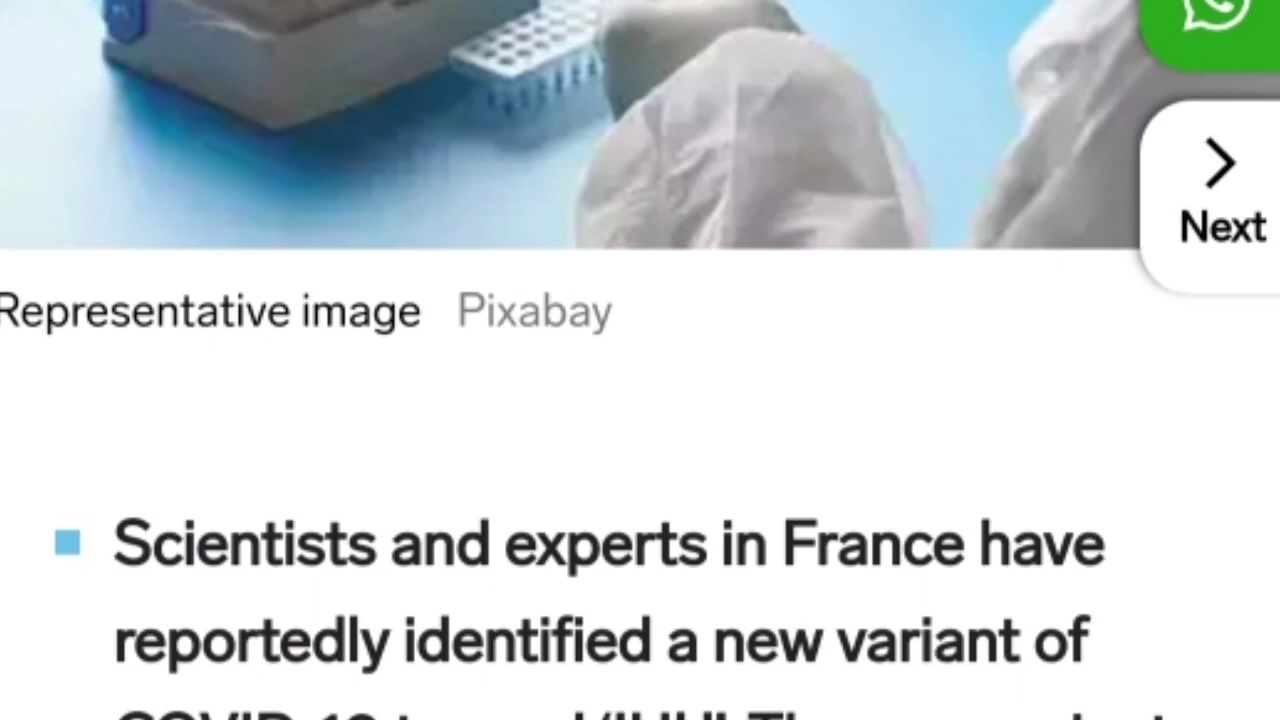 Next
Representative image Pixabay
Scientists and experts in France have
reportedly identified a new variant of